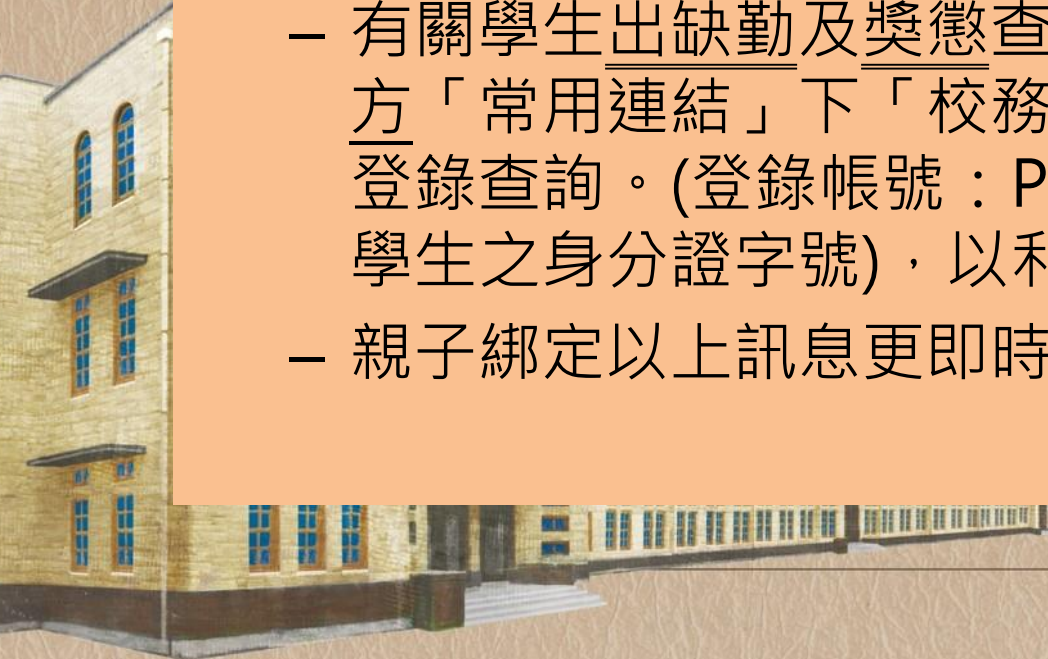 – 有關學生出缺勤及獎懲查
方「常用連結」下「校務
登錄查詢。(登錄帳號：P
學生之身分證字號)，以利
– 親子綁定以上訊息更即時